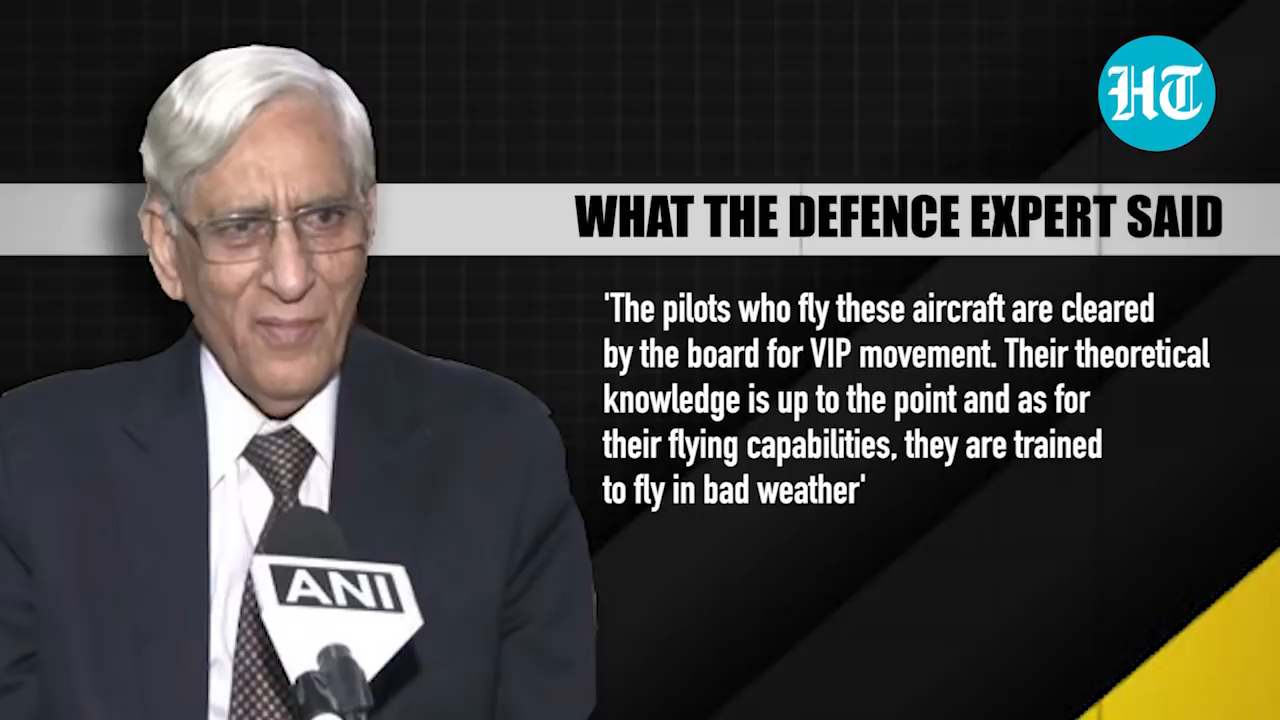 HT
WHAT THE DEFENCE EXPERT SAID
'The pilots who fly these aircraft are cleared
by the board for VIP movement. Their theoretical
knowledge is up to the point and as for
their flying capabilities, they are trained
to fly in bad weather'
ANI